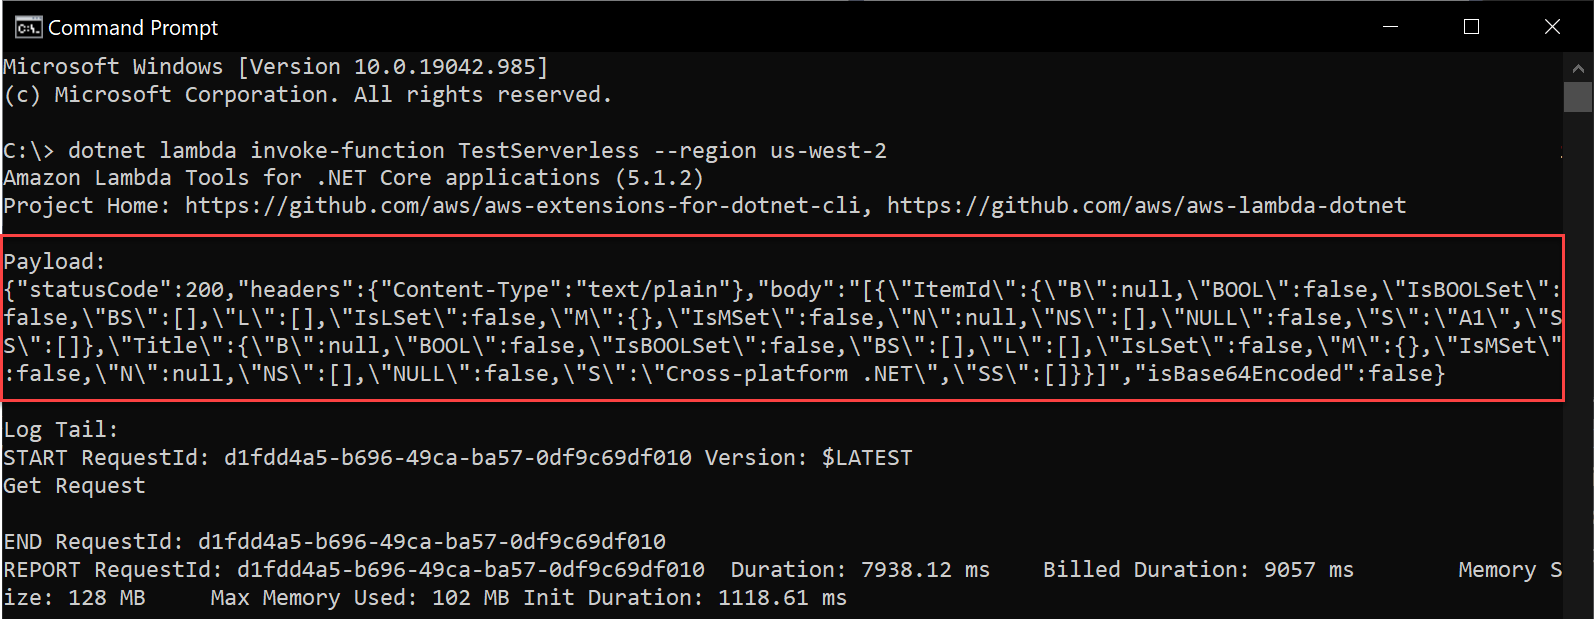 Command Prompt
Microsoft Windows [Version 10.0.19042.985]
(c) Microsoft Corporation. All rights reserved.
C:\> dotnet lambda invoke-function TestServerless --region us-west-2
Amazon Lambda Tools for .NET Core applications (5.1.2)
Project Home: https://github.com/aws/aws-extensions-for-dotnet-cli, https://github.com/aws/aws-lambda-dotnet
Payload:
{"statusCode":200,"headers":{"Content-Type":"text/plain"},"body":"[{\"ItemId\":{\"B\":null,\"BOOL\":false,\"IsBOOLSet\":
false,\"BS\":[],\"L\":[],\"IsLSet\":false,\"M\":{},\"IsMSet\":false,\"N\":null,\"NS\":[],\"NULL\":false,\"S\":\"A1\",\"S
S\":[]},\"Title\":{\"B\":null,\"BOOL\":false,\"IsBOOLSet\":false,\"BS\":[],\"L\":[],\"IsLSet\":false,\"M\":{},\"IsMSet\"
:false,\"N\":null,\"NS\":[],\"NULL\":false,\"S\":\"Cross-platform .NET\",\"SS\":[]}}]","isBase64Encoded":false}
Log Tail:
START RequestId: d1fdd4a5-b696-49ca-ba57-0df9c69df010 Version: $LATEST
Get Request
END RequestId: d1fdd4a5-b696-49ca-ba57-0df9c69df010
REPORT RequestId: d1fdd4a5-b696-49ca-ba57-0df9c69df010  Duration: 7938.12 ms    Billed Duration: 9057 ms        Memory S
ize: 128 MB     Max Memory Used: 102 MB Init Duration: 1118.61 ms